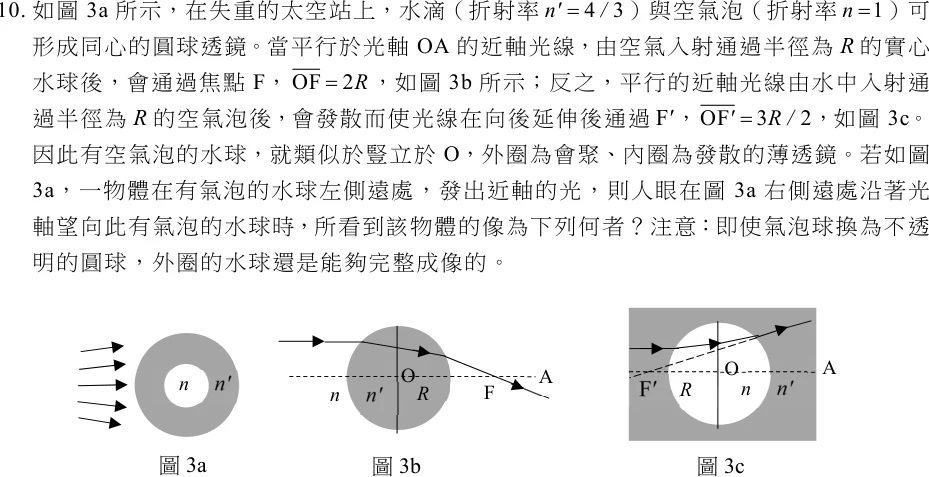 10. 如圖 3a 所示，在失重的太空站上，水滴（折射率 n′ = 4 / 3）與空氣泡（折射率 n = 1）可
形成同心的圓球透鏡。當平行於光軸 OA 的近軸光線，由空氣入射通過半徑為 R 的實心
水球後，會通過焦點 F， O̅F̅ = 2R ，如圖 3b 所示；反之，平行的近軸光線由水中入射通
過半徑為 R 的空氣泡後，會發散而使光線在向後延伸後通過 F′， O̅F̅′ = 3R / 2，如圖 3c。
因此有空氣泡的水球，就類似於豎立於 O，外圈為會聚、內圈為發散的薄透鏡。若如圖
3a，一物體在有氣泡的水球左側遠處，發出近軸的光，則人眼在圖 3a 右側遠處沿著光
軸望向此有氣泡的水球時，所看到該物體的像為下列何者？注意：即使氣泡球換為不透
明的圓球，外圈的水球還是能夠完整成像的。
n n′
O A
n n′ R F
O A
F′ R n n′
圖 3a 圖 3b 圖 3c